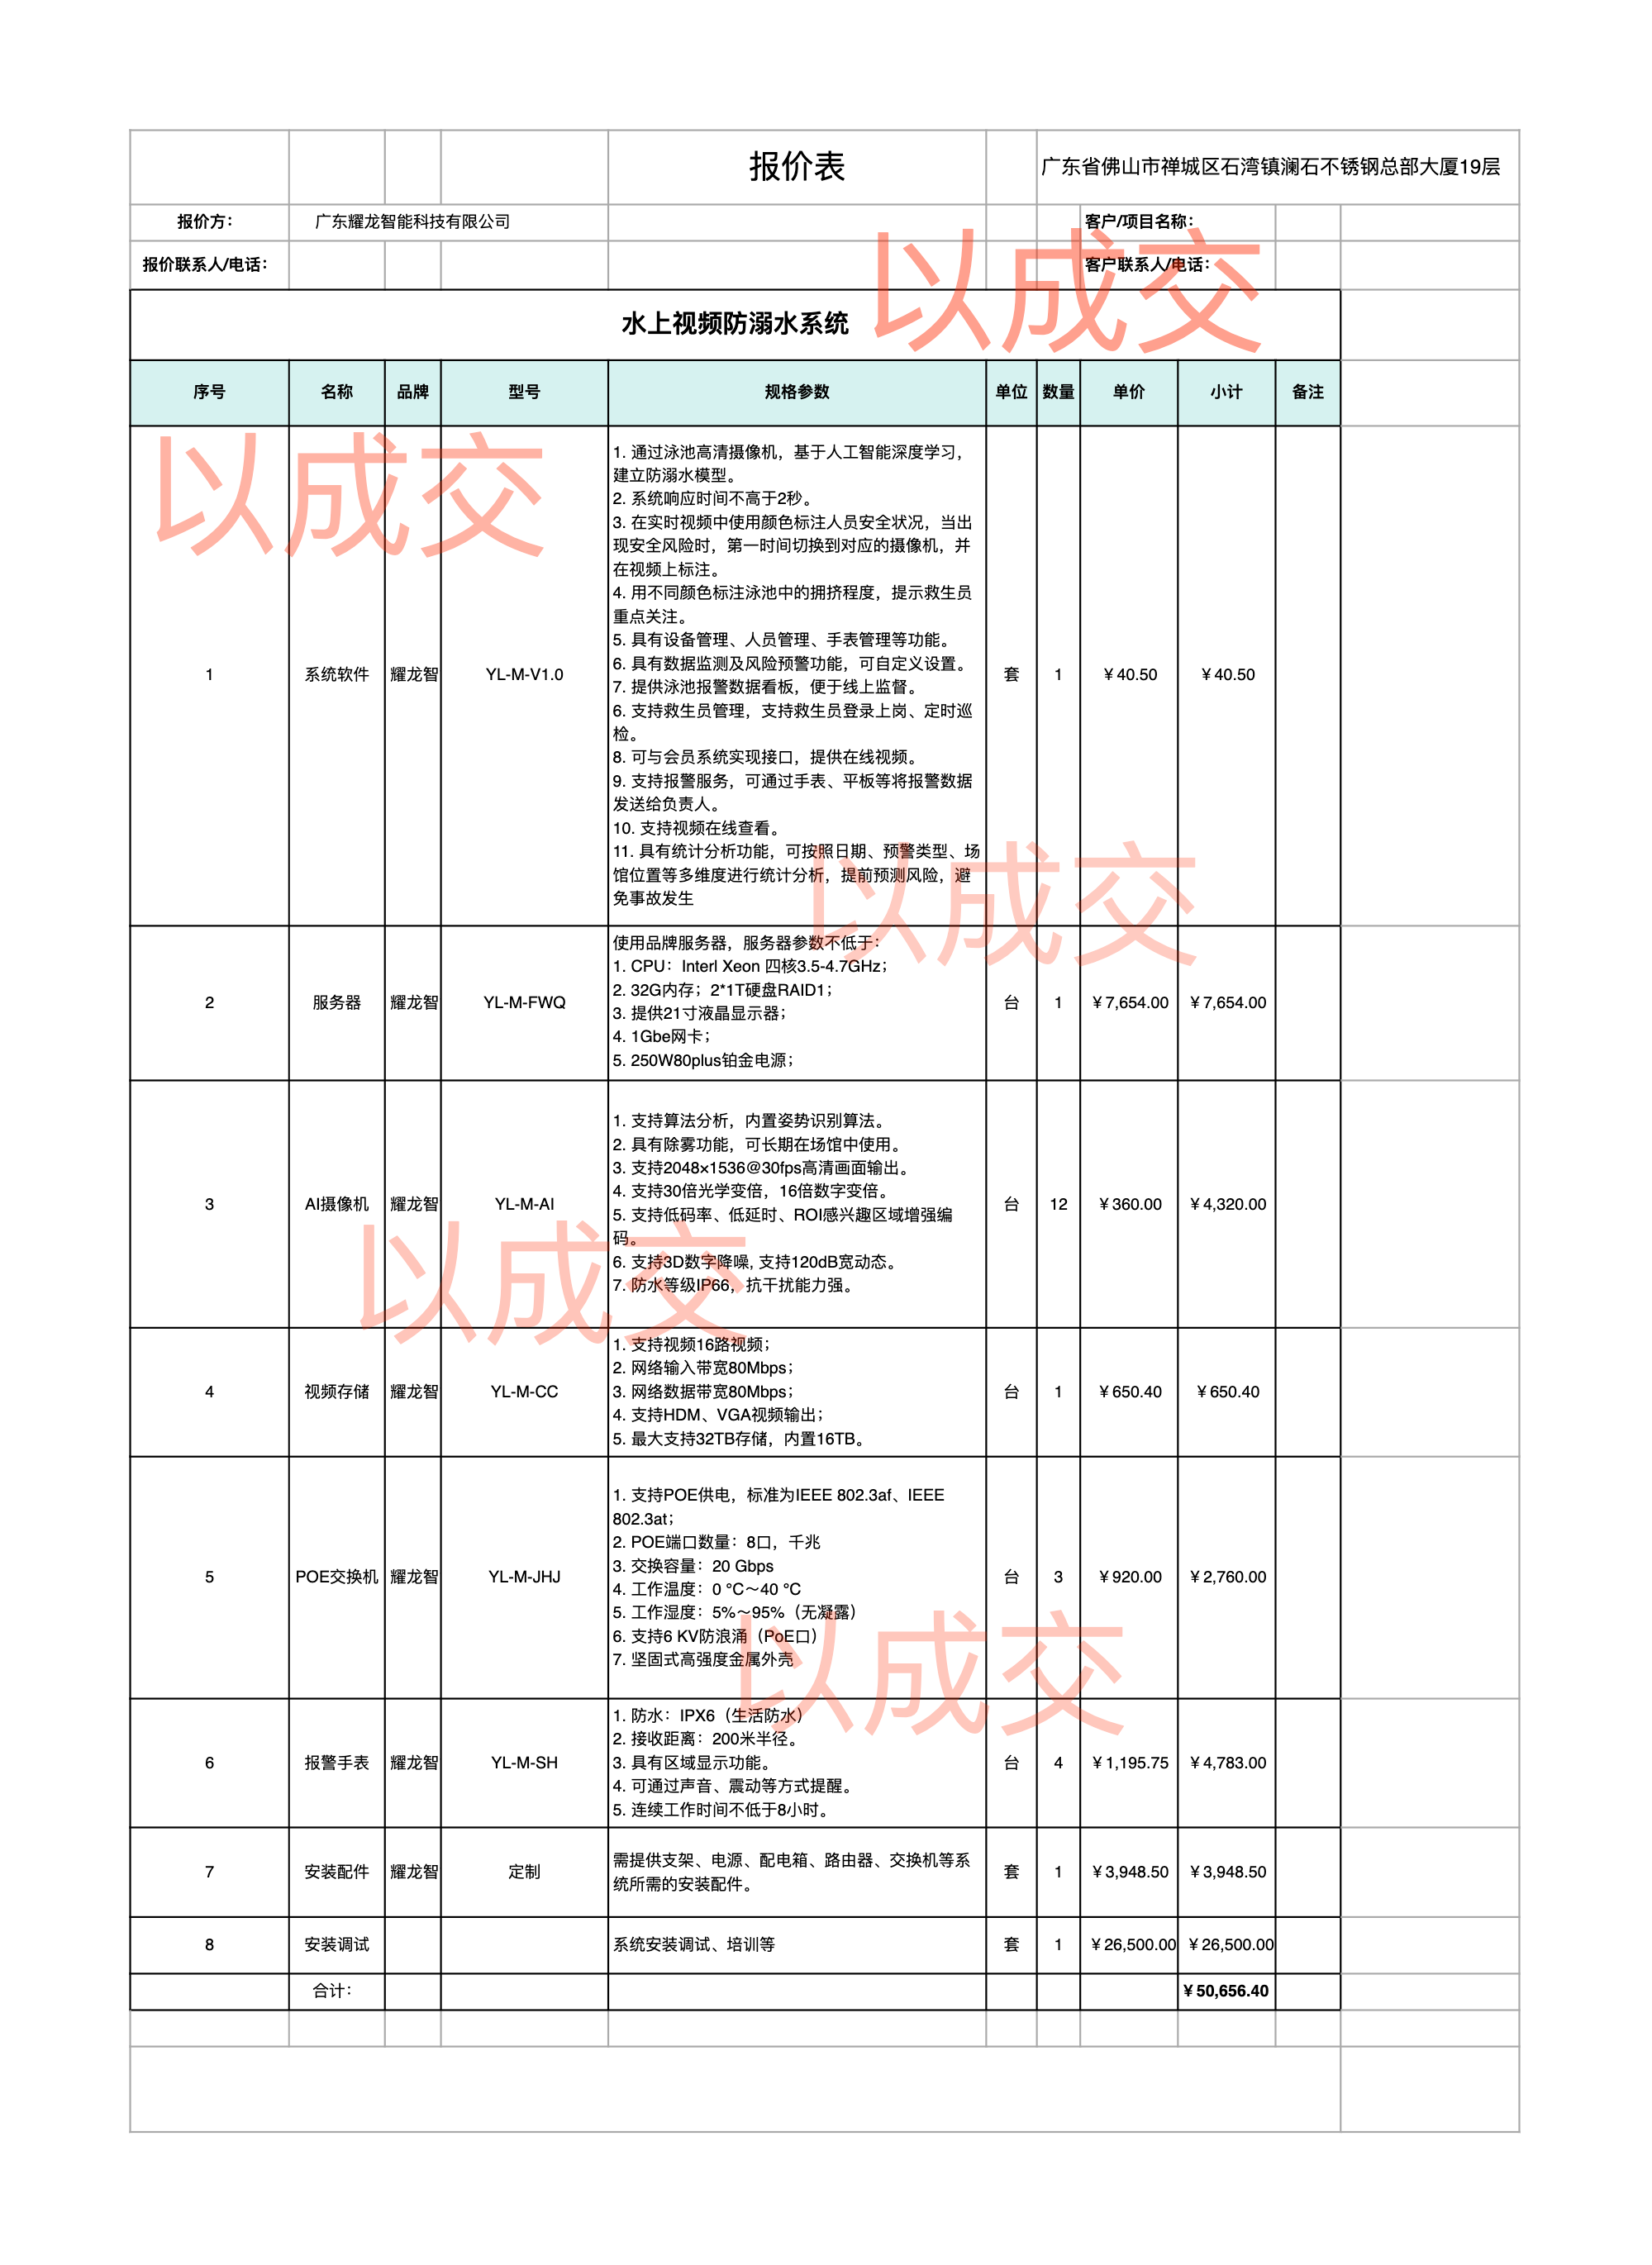 报价表
广东省佛山市禅城区石湾镇澜石不锈钢总部大厦19层
报价方：
广东耀龙智能科技有限公司
客户/项目名称：
报价联系人/电话：
客户联系人/电话：
以成交
水上视频防溺水系统
序号 名称 品牌 型号 规格参数 单位 数量 单价 小计 备注
以成交
1 系统软件 耀龙智 YL-M-V1.0
1. 通过泳池高清摄像机，基于人工智能深度学习，
建立防溺水模型。
2. 系统响应时间不高于2秒。
3. 在实时视频中使用颜色标注人员安全状况，当出
现安全风险时，第一时间切换到对应的摄像机，并
在视频上标注。
4. 用不同颜色标注泳池中的拥挤程度，提示救生员
重点关注。
5. 具有设备管理、人员管理、手表管理等功能。
6. 具有数据监测及风险预警功能，可自定义设置。
7. 提供泳池报警数据看板，便于线上监督。
6. 支持救生员管理，支持救生员登录上岗、定时巡
检。
8. 可与会员系统实现接口，提供在线视频。
9. 支持报警服务，可通过手表、平板等将报警数据
发送给负责人。
10. 支持视频在线查看。
11. 具有统计分析功能，可按照日期、预警类型、场
馆位置等多维度进行统计分析，提前预测风险，避
免事故发生
套 1 ￥40.50 ￥40.50
以成交
2 服务器 耀龙智 YL-M-FWQ
使用品牌服务器，服务器参数不低于：
1. CPU：Interl Xeon 四核3.5-4.7GHz；
2. 32G内存；2*1T硬盘RAID1；
3. 提供21寸液晶显示器；
4. 1Gbe网卡；
5. 250W80plus铂金电源；
台 1 ￥7,654.00 ￥7,654.00
3 AI摄像机 耀龙智 YL-M-AI
1. 支持算法分析，内置姿势识别算法。
2. 具有除雾功能，可长期在场馆中使用。
3. 支持2048×1536@30fps高清画面输出。
4. 支持30倍光学变倍，16倍数字变倍。
5. 支持低码率、低延时、ROI感兴趣区域增强编
码。
6. 支持3D数字降噪, 支持120dB宽动态。
7. 防水等级IP66，抗干扰能力强。
台 12 ￥360.00 ￥4,320.00
以成交
4 视频存储 耀龙智 YL-M-CC
1. 支持视频16路视频；
2. 网络输入带宽80Mbps；
3. 网络数据带宽80Mbps；
4. 支持HDM、VGA视频输出；
5. 最大支持32TB存储，内置16TB。
台 1 ￥650.40 ￥650.40
5 POE交换机 耀龙智 YL-M-JHJ
1. 支持POE供电，标准为IEEE 802.3af、IEEE
802.3at；
2. POE端口数量：8口，千兆
3. 交换容量：20 Gbps
4. 工作温度：0 °C～40 °C
5. 工作湿度：5%～95%（无凝露）
6. 支持6 KV防浪涌（PoE口）
7. 坚固式高强度金属外壳
台 3 ￥920.00 ￥2,760.00
以成交
6 报警手表 耀龙智 YL-M-SH
1. 防水：IPX6（生活防水）
2. 接收距离：200米半径。
3. 具有区域显示功能。
4. 可通过声音、震动等方式提醒。
5. 连续工作时间不低于8小时。
台 4 ￥1,195.75 ￥4,783.00
7 安装配件 耀龙智 定制
需提供支架、电源、配电箱、路由器、交换机等系
统所需的安装配件。
套 1 ￥3,948.50 ￥3,948.50
8 安装调试 系统安装调试、培训等 套 1 ￥26,500.00 ￥26,500.00
合计： ￥50,656.40